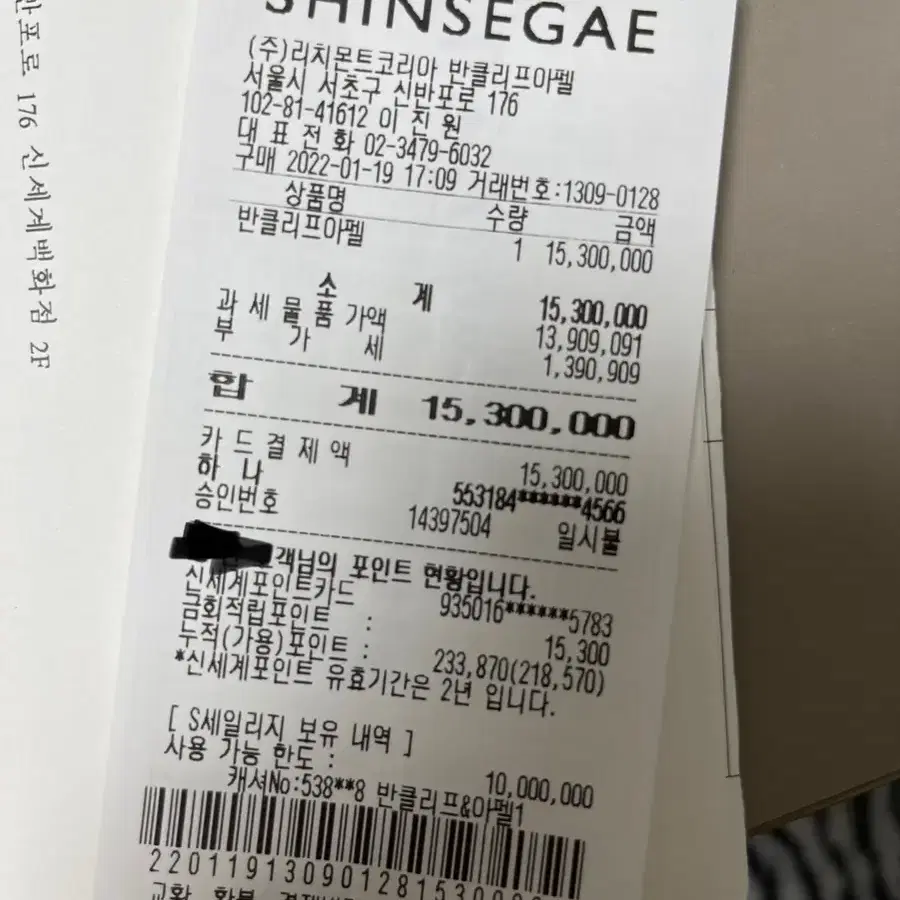 반포로 176 신세계백화점 2F
SHINSEGAE
(주)리치몬트코리아 반클리프아펠
서울시 서초구 신반포로 176
102-81-41612 이 진 원
대 표 전 화 02-3479-6032
구매 2022-01-19 17:09 거래번호:1309-0128
상품명 수량 금액
반클리프아펠 1 15,300,000
소 계 15,300,000
과 세 물 품 가액 13,909,091
부 가 세 1,390,909
합 계 15,300,000
카 드 결 제 액 15,300,000
하 나 553184******4566
승인번호 14397504 일시불
객님의 포인트 현황입니다.
신세계포인트카드 935016******5783
금회적립포인트 : 15,300
누적(가용)포인트 : 233,870(218,570)
*신세계포인트 유효기간은 2년 입니다.
[ S세일리지 보유 내역 ]
사용 가능 한도 : 10,000,000
캐셔No:538**8 반클리프&아펠1
220119130901281530
교환 환불